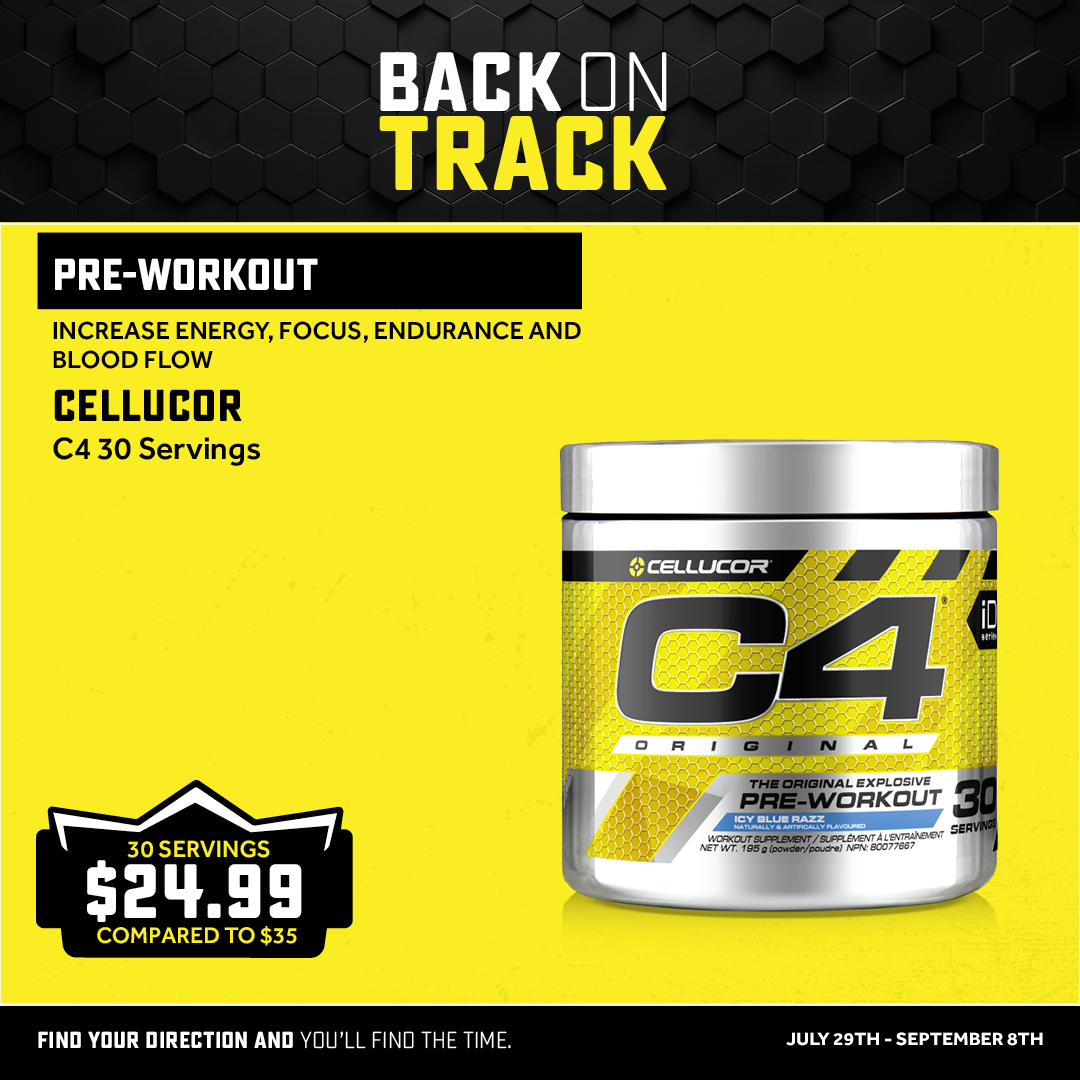 BACK ON
TRACK
PRE-WORKOUT
INCREASE ENERGY, FOCUS, ENDURANCE AND
BLOOD FLOW
CELLUCOR
C4 30 Servings
CELLUCOR®
C4®
iD
series
ORIGINAL
THE ORIGINAL EXPLOSIVE
PRE-WORKOUT
30
SERVINGS
ICY BLUE RAZZ
NATURALLY & ARTIFICALLY FLAVOURED
WORKOUT SUPPLEMENT / SUPPLÉMENT À L'ENTRAÎNEMENT
NET WT. 195 g (powder/poudre) NPN: 80077667
30 SERVINGS
$24.99
COMPARED TO $35
FIND YOUR DIRECTION AND YOU'LL FIND THE TIME.
JULY 29TH - SEPTEMBER 8TH